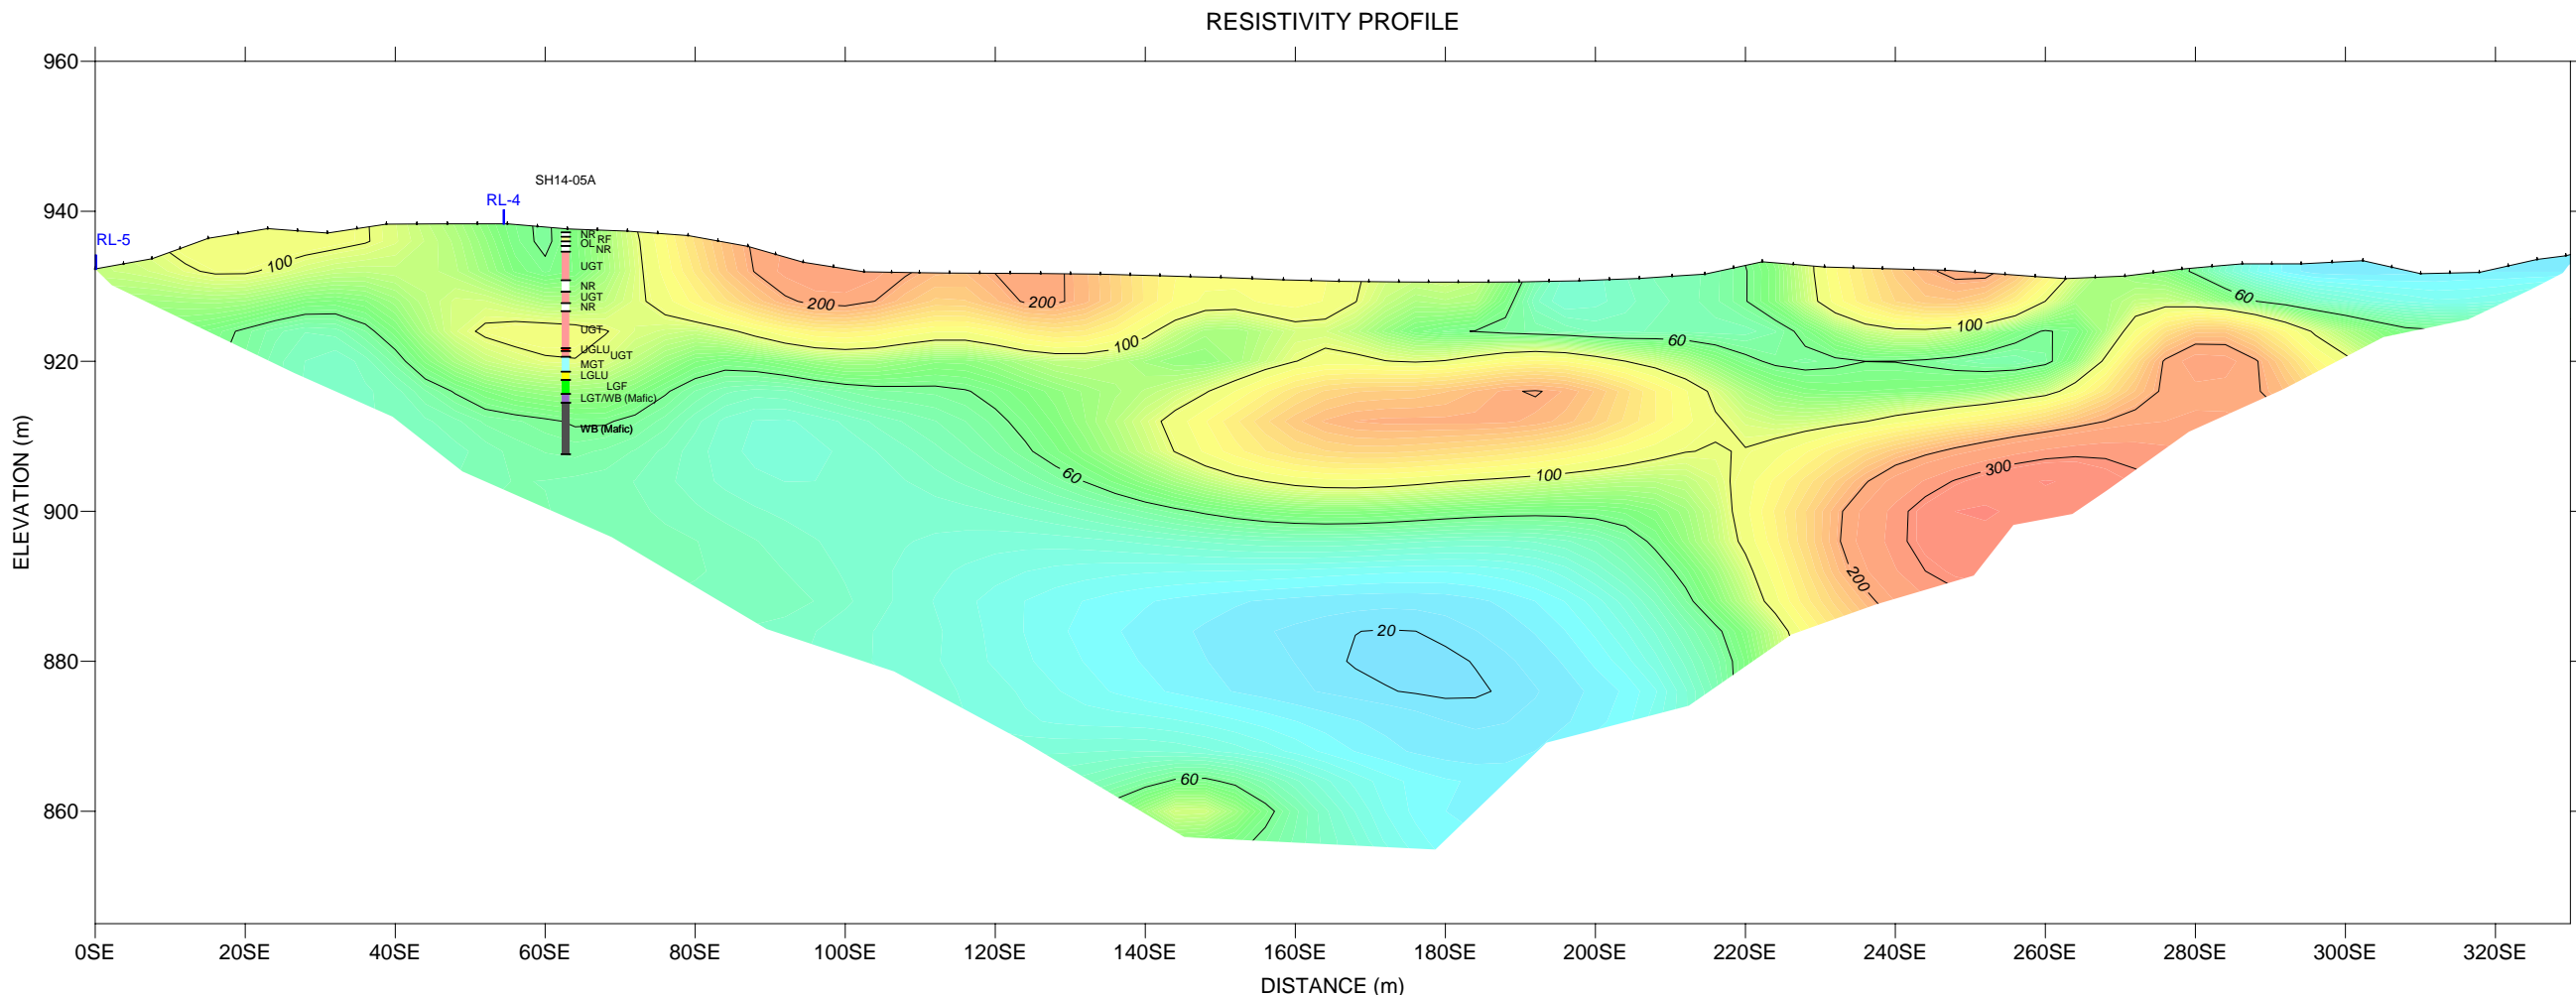 RESISTIVITY PROFILE
960
SH14-05A
940
RL-4
RL-5
NR
RF
OL
NR
100
UGT
NR
UGT
200
200
60
NR
100
UGT
60
100
UGLU
UGT
920
MGT
LGLU
LGF
LGT/WB (Mafic)
WB (Mafic)
300
60
100
900
200
20
880
60
860
ELEVATION (m)
0SE 20SE 40SE 60SE 80SE 100SE 120SE 140SE 160SE 180SE 200SE 220SE 240SE 260SE 280SE 300SE 320SE
DISTANCE (m)